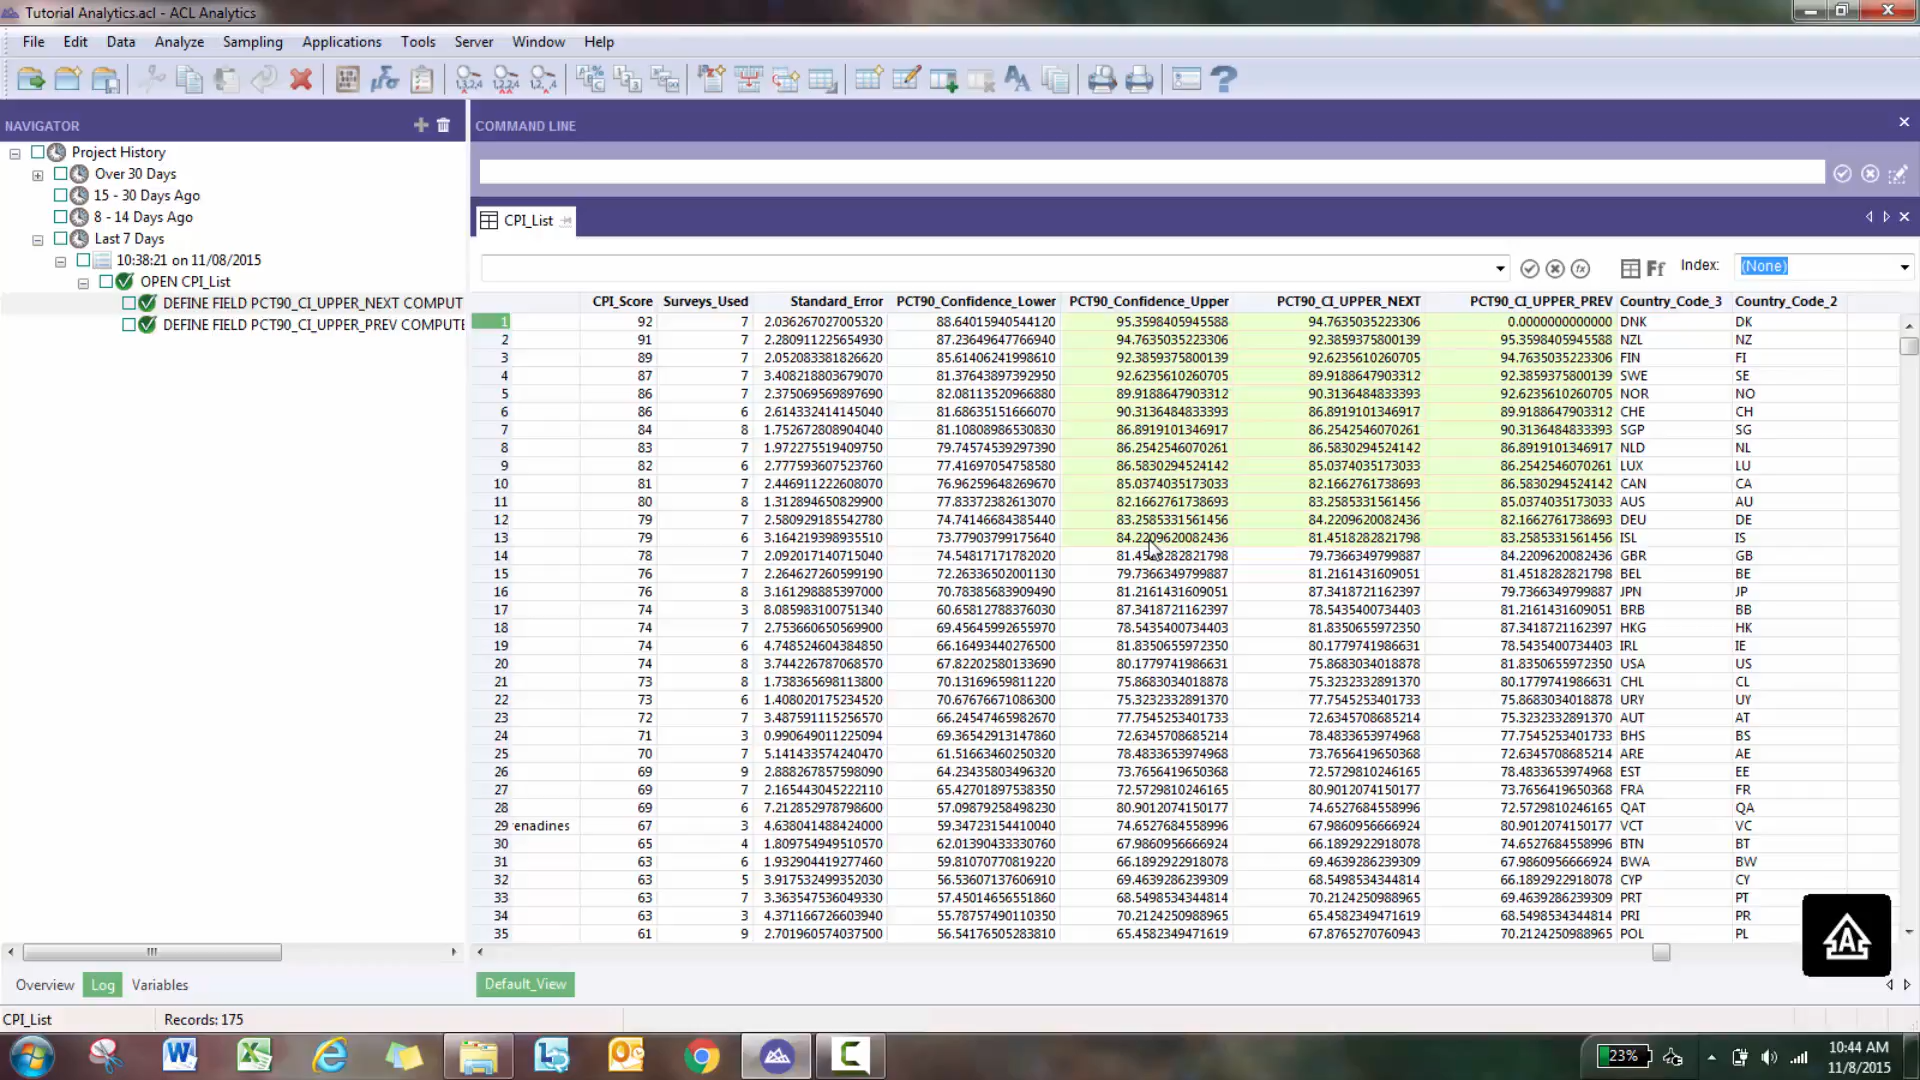 Tutorial Analytics.acl - ACL Analytics
File Edit Data Analyze Sampling Applications Tools Server Window Help
NAVIGATOR
COMMAND LINE
Project History
Over 30 Days
15 - 30 Days Ago
8 - 14 Days Ago
Last 7 Days
10:38:21 on 11/08/2015
OPEN CPI_List
DEFINE FIELD PCT90_CI_UPPER_NEXT COMPUT
DEFINE FIELD PCT90_CI_UPPER_PREV COMPUTE
CPI_List
Ff Index: (None)
CPI_Score Surveys_Used Standard_Error PCT90_Confidence_Lower PCT90_Confidence_Upper PCT90_CI_UPPER_NEXT PCT90_CI_UPPER_PREV Country_Code_3 Country_Code_2
1 92 7 2.036267027005320 88.64015940544120 95.3598405945588 94.7635035223306 0.0000000000000 DNK DK
2 91 7 2.280911225654930 87.23649647766940 94.7635035223306 92.3859375800139 95.3598405945588 NZL NZ
3 89 7 2.052083381826620 85.61406241998610 92.3859375800139 92.6235610260705 94.7635035223306 FIN FI
4 87 7 3.408218803679070 81.37643897392950 92.6235610260705 89.9188647903312 92.3859375800139 SWE SE
5 86 7 2.375069569897690 82.08113520966880 89.9188647903312 90.3136484833393 92.6235610260705 NOR NO
6 86 6 2.614332414145040 81.68635151666070 90.3136484833393 86.8919101346917 89.9188647903312 CHE CH
7 84 8 1.752672808904040 81.10808986530830 86.8919101346917 86.2542546070261 90.3136484833393 SGP SG
8 83 7 1.972275519409750 79.74574539297390 86.2542546070261 86.5830294524142 86.8919101346917 NLD NL
9 82 6 2.777593607523760 77.41697054758580 86.5830294524142 85.0374035173033 86.2542546070261 LUX LU
10 81 7 2.446911222608070 76.96259648269670 85.0374035173033 82.1662761738693 86.5830294524142 CAN CA
11 80 8 1.312894650829900 77.83372382613070 82.1662761738693 83.2585331561456 85.0374035173033 AUS AU
12 79 7 2.580929185542780 74.74146684385440 83.2585331561456 84.2209620082436 82.1662761738693 DEU DE
13 79 6 3.164219398935510 73.77903799175640 84.2209620082436 81.4518282821798 83.2585331561456 ISL IS
14 78 7 2.092017140715040 74.54817171782020 81.4518282821798 79.7366349799887 84.2209620082436 GBR GB
15 76 7 2.264627260599190 72.26336502001130 79.7366349799887 81.2161431609051 81.4518282821798 BEL BE
16 76 8 3.161298885397000 70.78385683909490 81.2161431609051 87.3418721162397 79.7366349799887 JPN JP
17 74 3 8.085983100751340 60.65812788376030 87.3418721162397 78.5435400734403 81.2161431609051 BRB BB
18 74 7 2.753660650569900 69.45645992655970 78.5435400734403 81.8350655972350 87.3418721162397 HKG HK
19 74 6 4.748524604384850 66.16493440276500 81.8350655972350 80.1779741986631 78.5435400734403 IRL IE
20 74 8 3.744226787068570 67.82202580133690 80.1779741986631 75.8683034018878 81.8350655972350 USA US
21 73 8 1.738365698113800 70.13169659811220 75.8683034018878 75.3232332891370 80.1779741986631 CHL CL
22 73 6 1.408020175234520 70.67676671086300 75.3232332891370 77.7545253401733 75.8683034018878 URY UY
23 72 7 3.487591115256570 66.24547465982670 77.7545253401733 72.6345708685214 75.3232332891370 AUT AT
24 71 3 0.990649011225094 69.36542913147860 72.6345708685214 78.4833653974968 77.7545253401733 BHS BS
25 70 7 5.141433574240470 61.51663460250320 78.4833653974968 73.7656419650368 72.6345708685214 ARE AE
26 69 9 2.888267857598090 64.23435803496320 73.7656419650368 72.5729810246165 78.4833653974968 EST EE
27 69 7 2.165443045222110 65.42701897538350 72.5729810246165 80.9012074150177 73.7656419650368 FRA FR
28 69 6 7.212852978798600 57.09879258498230 80.9012074150177 74.6527684558996 72.5729810246165 QAT QA
29 renadines 67 3 4.638041488424000 59.34723154410040 74.6527684558996 67.9860956666924 80.9012074150177 VCT VC
30 65 4 1.809754949510570 62.01390433330760 67.9860956666924 66.1892922918078 74.6527684558996 BTN BT
31 63 6 1.932904419277460 59.81070770819220 66.1892922918078 69.4639286239309 67.9860956666924 BWA BW
32 63 5 3.917532499352030 56.53607137606910 69.4639286239309 68.5498534344814 66.1892922918078 CYP CY
33 63 7 3.363547536049330 57.45014656551860 68.5498534344814 70.2124250988965 69.4639286239309 PRT PT
34 63 3 4.371166726603940 55.78757490110350 70.2124250988965 65.4582349471619 68.5498534344814 PRI PR
35 61 9 2.701960574037500 56.54176505283810 65.4582349471619 67.8765270760943 70.2124250988965 POL PL
Overview Log Variables
Default_View
CPI_List Records: 175
23%
10:44 AM
11/8/2015